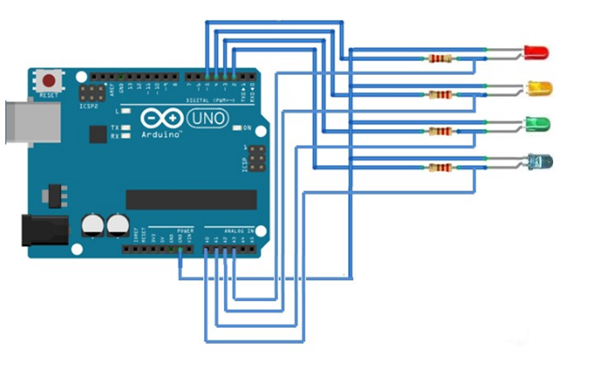 RESET
ICSP2
AREF
GND
13
12
~11
~10
~9
8
7
~6
~5
4
~3
2
TX►1
RX◄0
DIGITAL (PWM~)
L
TX
RX
UNO
Arduino™
ON
ICSP
1
POWER
ANALOG IN
IOREF
RESET
3V3
5V
GND
GND
VIN
A0
A1
A2
A3
A4
A5